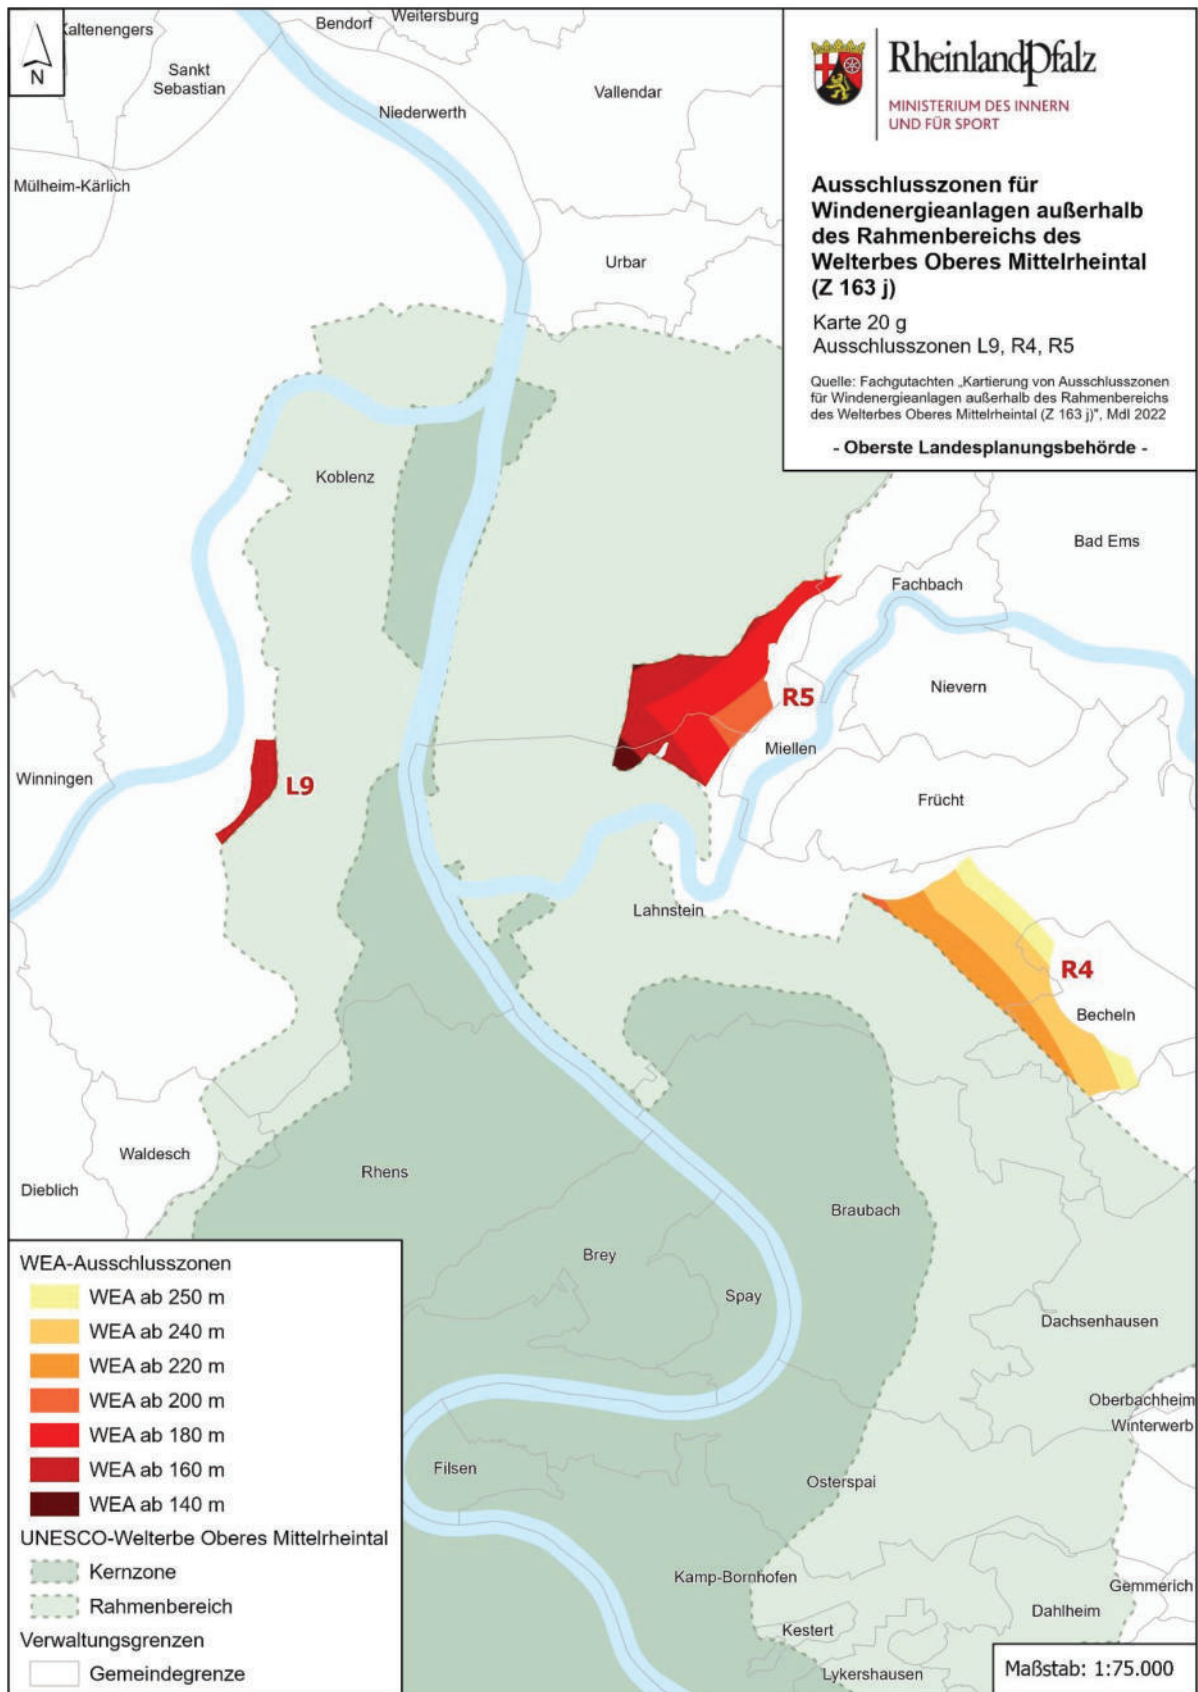 N
Kaltenengers
Bendorf
Weitersburg
Sankt
Sebastian
Vallendar
Niederwerth
Mülheim-Kärlich
Urbar
RheinlandPfalz
MINISTERIUM DES INNERN
UND FÜR SPORT
Ausschlusszonen für
Windenergieanlagen außerhalb
des Rahmenbereichs des
Welterbes Oberes Mittelrheintal
(Z 163 j)
Karte 20 g
Ausschlusszonen L9, R4, R5
Quelle: Fachgutachten „Kartierung von Ausschlusszonen
für Windenergieanlagen außerhalb des Rahmenbereichs
des Welterbes Oberes Mittelrheintal (Z 163 j)", MdI 2022
- Oberste Landesplanungsbehörde -
Koblenz
Bad Ems
Fachbach
Nievern
R5
Miellen
Winningen
L9
Frücht
Lahnstein
R4
Becheln
Waldesch
Rhens
Dieblich
Braubach
Brey
Spay
Dachsenhausen
Oberbachheim
Winterwerb
Filsen
Osterspai
Kamp-Bornhofen
Gemmerich
Dahlheim
Kestert
Lykershausen
WEA-Ausschlusszonen
WEA ab 250 m
WEA ab 240 m
WEA ab 220 m
WEA ab 200 m
WEA ab 180 m
WEA ab 160 m
WEA ab 140 m
UNESCO-Welterbe Oberes Mittelrheintal
Kernzone
Rahmenbereich
Verwaltungsgrenzen
Gemeindegrenze
Maßstab: 1:75.000